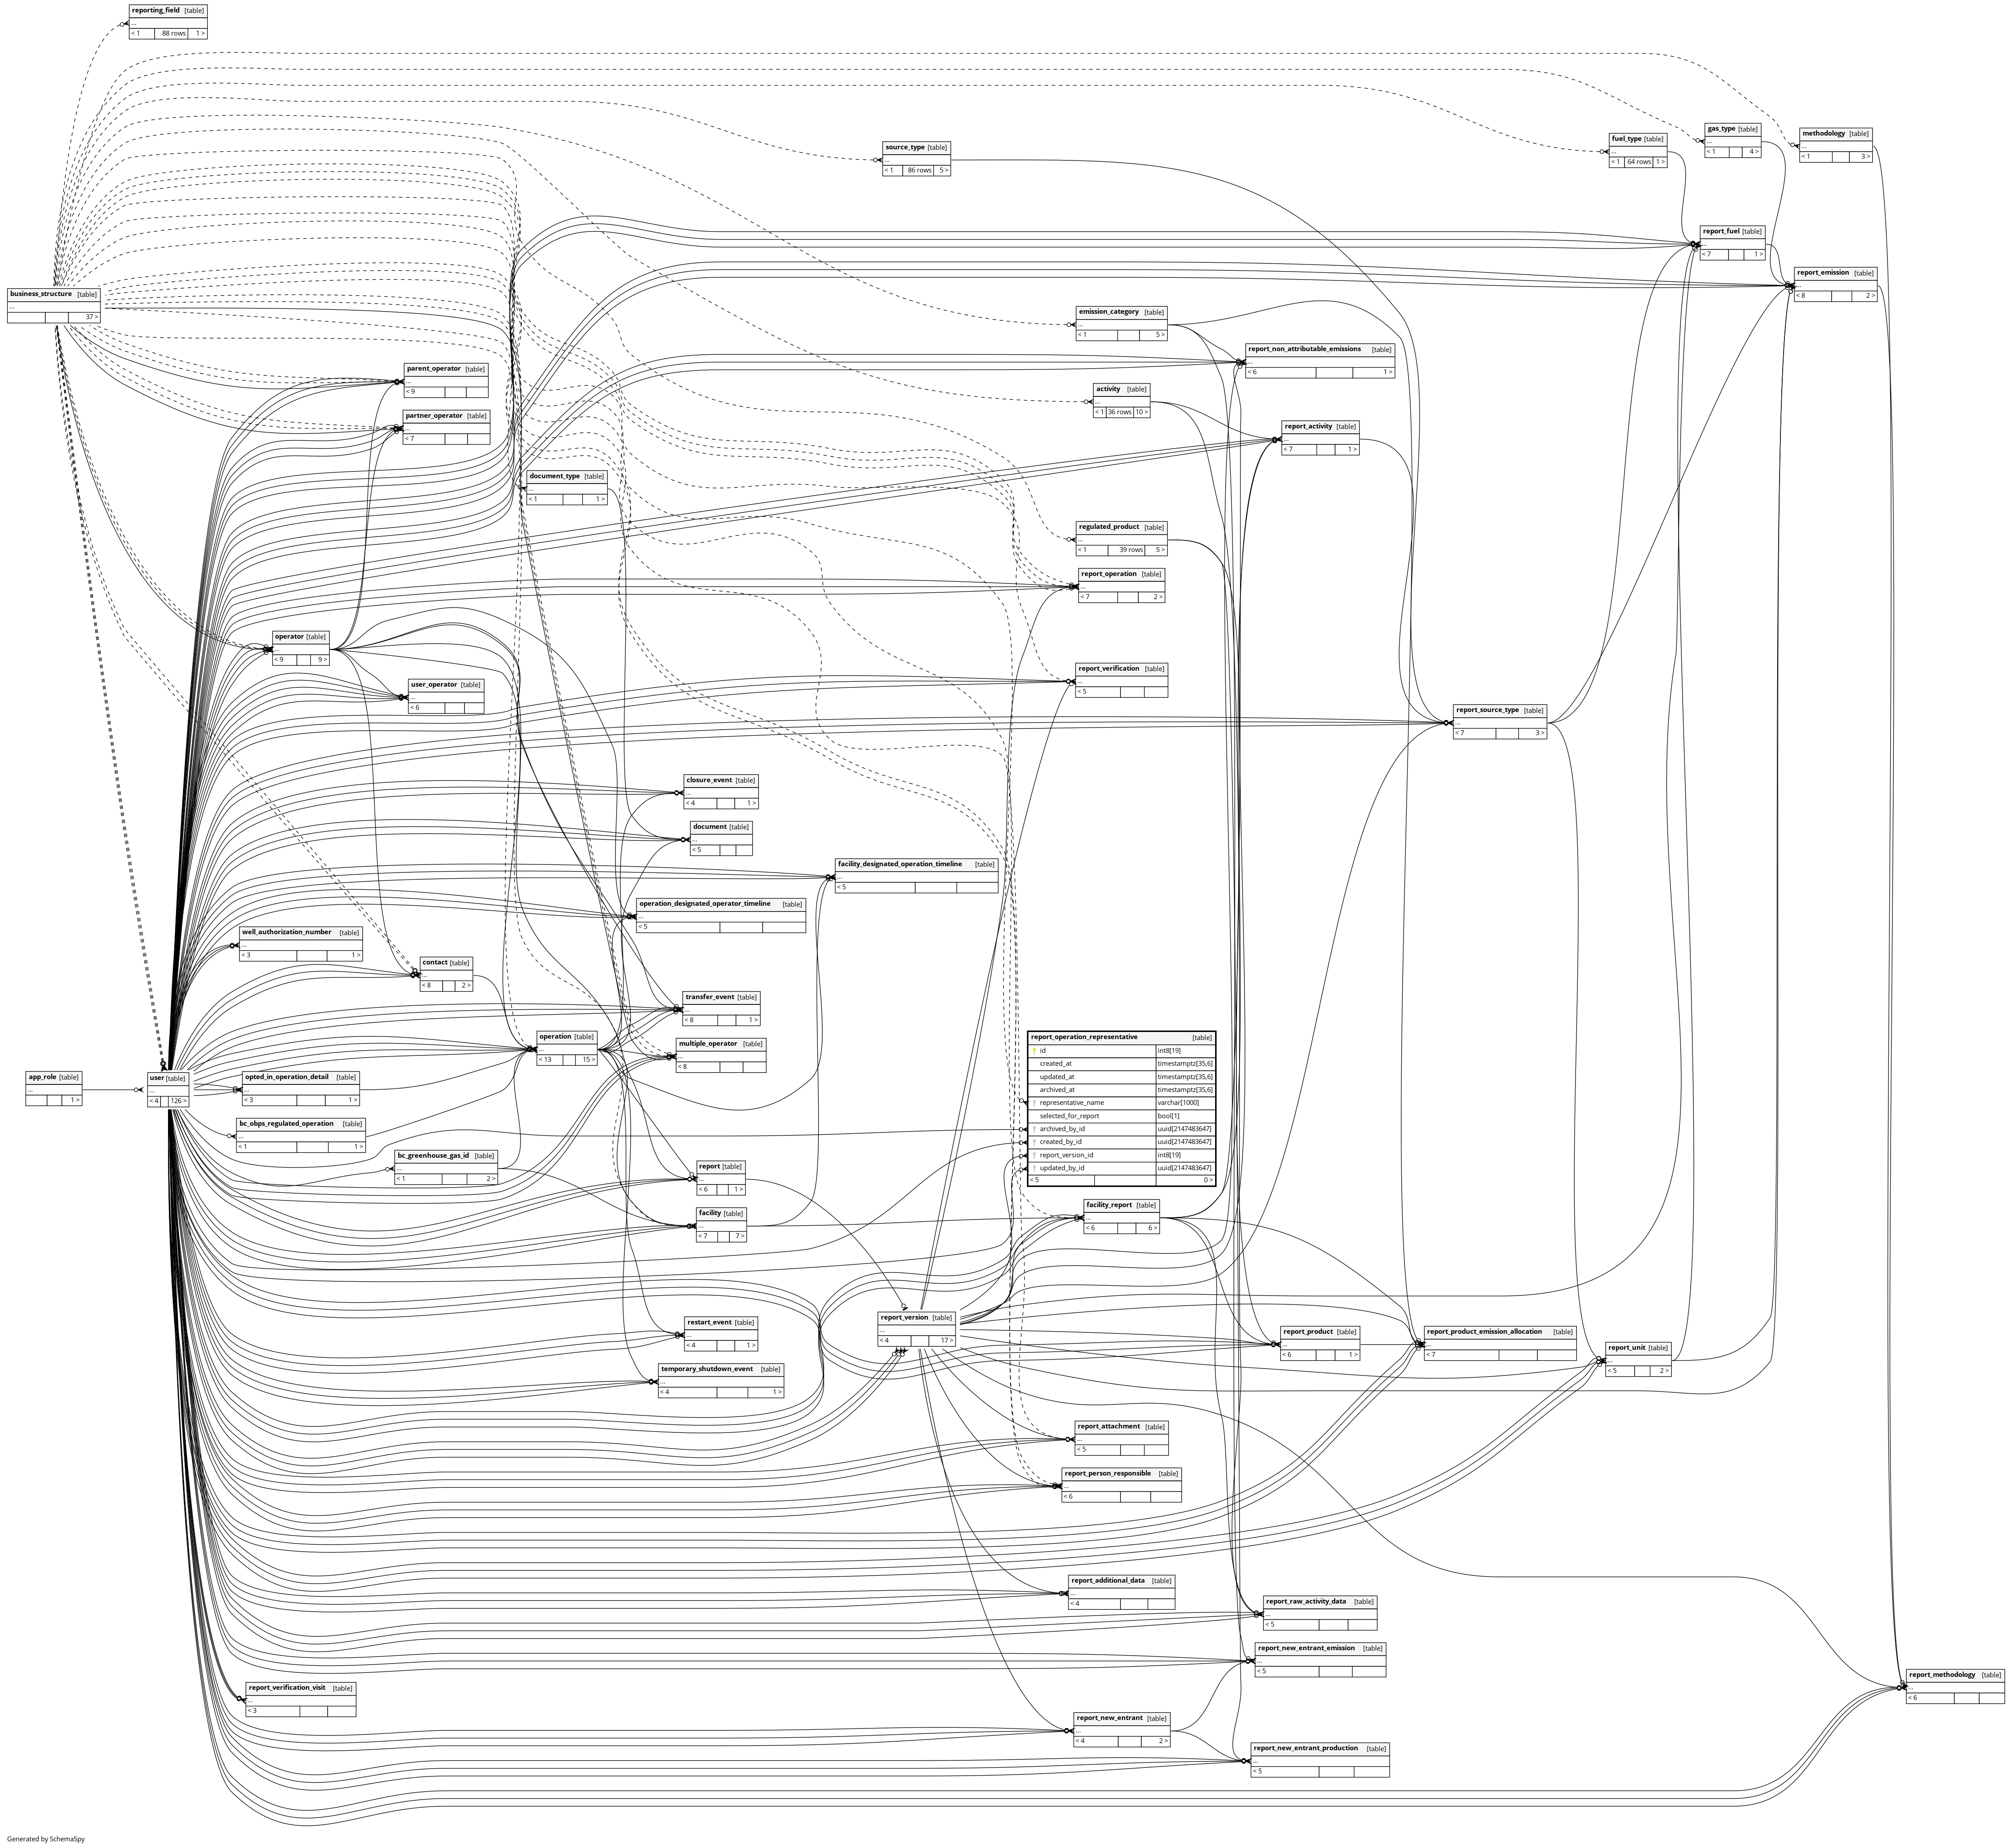 reporting_field [table]
...
< 1 88 rows 1 >
source_type [table]
...
< 1 86 rows 5 >
fuel_type [table]
...
< 1 64 rows 1 >
gas_type [table]
...
< 1 4 >
methodology [table]
...
< 1 3 >
report_fuel [table]
...
< 7 1 >
report_emission [table]
...
< 8 2 >
business_structure [table]
...
37 >
emission_category [table]
...
< 1 5 >
report_non_attributable_emissions [table]
...
< 6 1 >
parent_operator [table]
...
< 9
activity [table]
...
< 1 36 rows 10 >
partner_operator [table]
...
< 7
report_activity [table]
...
< 7 1 >
document_type [table]
...
< 1 1 >
regulated_product [table]
...
< 1 39 rows 5 >
report_operation [table]
...
< 7 2 >
operator [table]
...
< 9 9 >
report_verification [table]
...
< 5
user_operator [table]
...
< 6
report_source_type [table]
...
< 7 3 >
closure_event [table]
...
< 4 1 >
document [table]
...
< 5
facility_designated_operation_timeline [table]
...
< 5
operation_designated_operator_timeline [table]
...
< 5
well_authorization_number [table]
...
< 3 1 >
contact [table]
...
< 8 2 >
transfer_event [table]
...
< 8 1 >
operation [table]
...
< 13 15 >
multiple_operator [table]
...
< 8
report_operation_representative [table]
id int8[19]
created_at timestamptz[35,6]
updated_at timestamptz[35,6]
archived_at timestamptz[35,6]
representative_name varchar[1000]
selected_for_report bool[1]
archived_by_id uuid[2147483647]
created_by_id uuid[2147483647]
report_version_id int8[19]
updated_by_id uuid[2147483647]
< 5 0 >
app_role [table]
...
1 >
user [table]
...
< 4 126 >
opted_in_operation_detail [table]
...
< 3 1 >
bc_obps_regulated_operation [table]
...
< 1 1 >
bc_greenhouse_gas_id [table]
...
< 1 2 >
report [table]
...
< 6 1 >
facility [table]
...
< 7 7 >
facility_report [table]
...
< 6 6 >
report_version [table]
...
< 4 17 >
restart_event [table]
...
< 4 1 >
temporary_shutdown_event [table]
...
< 4 1 >
report_product [table]
...
< 6 1 >
report_product_emission_allocation [table]
...
< 7
report_unit [table]
...
< 5 2 >
report_attachment [table]
...
< 5
report_person_responsible [table]
...
< 6
report_additional_data [table]
...
< 4
report_raw_activity_data [table]
...
< 5
report_new_entrant_emission [table]
...
< 5
report_methodology [table]
...
< 6
report_verification_visit [table]
...
< 3
report_new_entrant [table]
...
< 4 2 >
report_new_entrant_production [table]
...
< 5
Generated by SchemaSpy